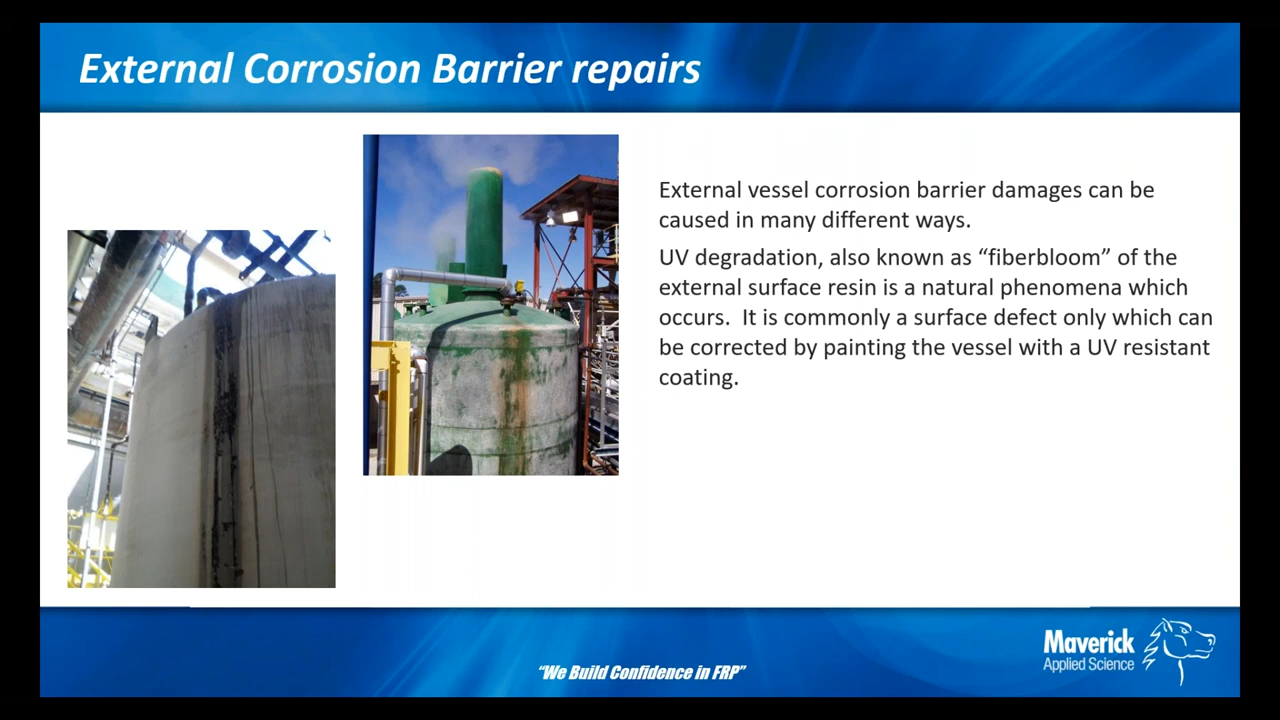 External Corrosion Barrier repairs
External vessel corrosion barrier damages can be
caused in many different ways.
UV degradation, also known as “fiberbloom” of the
external surface resin is a natural phenomena which
occurs.  It is commonly a surface defect only which can
be corrected by painting the vessel with a UV resistant
coating.
Maverick
Applied Science
“We Build Confidence in FRP”